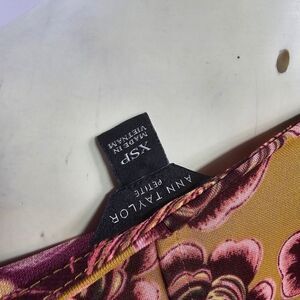 ANN TAYLOR
PETITE
XSP
MADE IN
VIETNAM